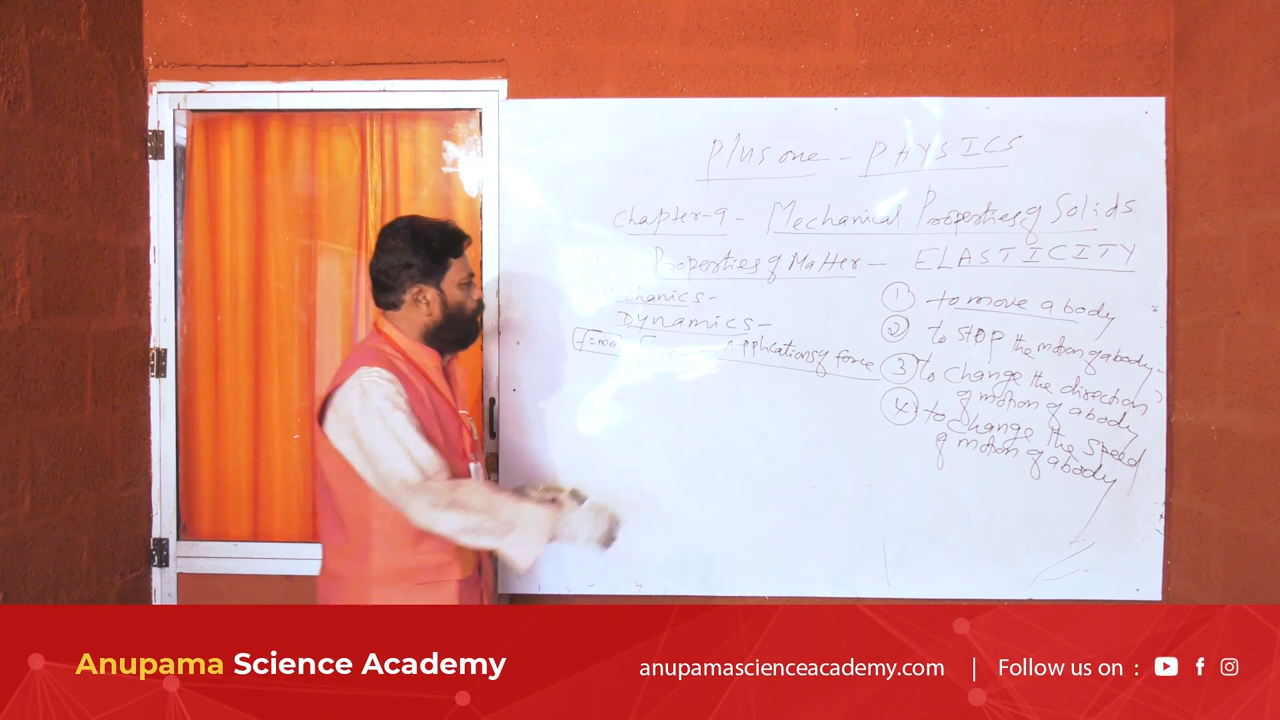 Plus one - PHYSICS
Chapter-9 - Mechanical Properties of Solids
Properties of Matter - ELASTICITY
Dynamics -
Applications of force
① to move a body
② to stop the motion of a body -
③ to change the direction
of motion of a body
④ to change the speed
of motion of a body
Anupama Science Academy
anupamascienceacademy.com | Follow us on :